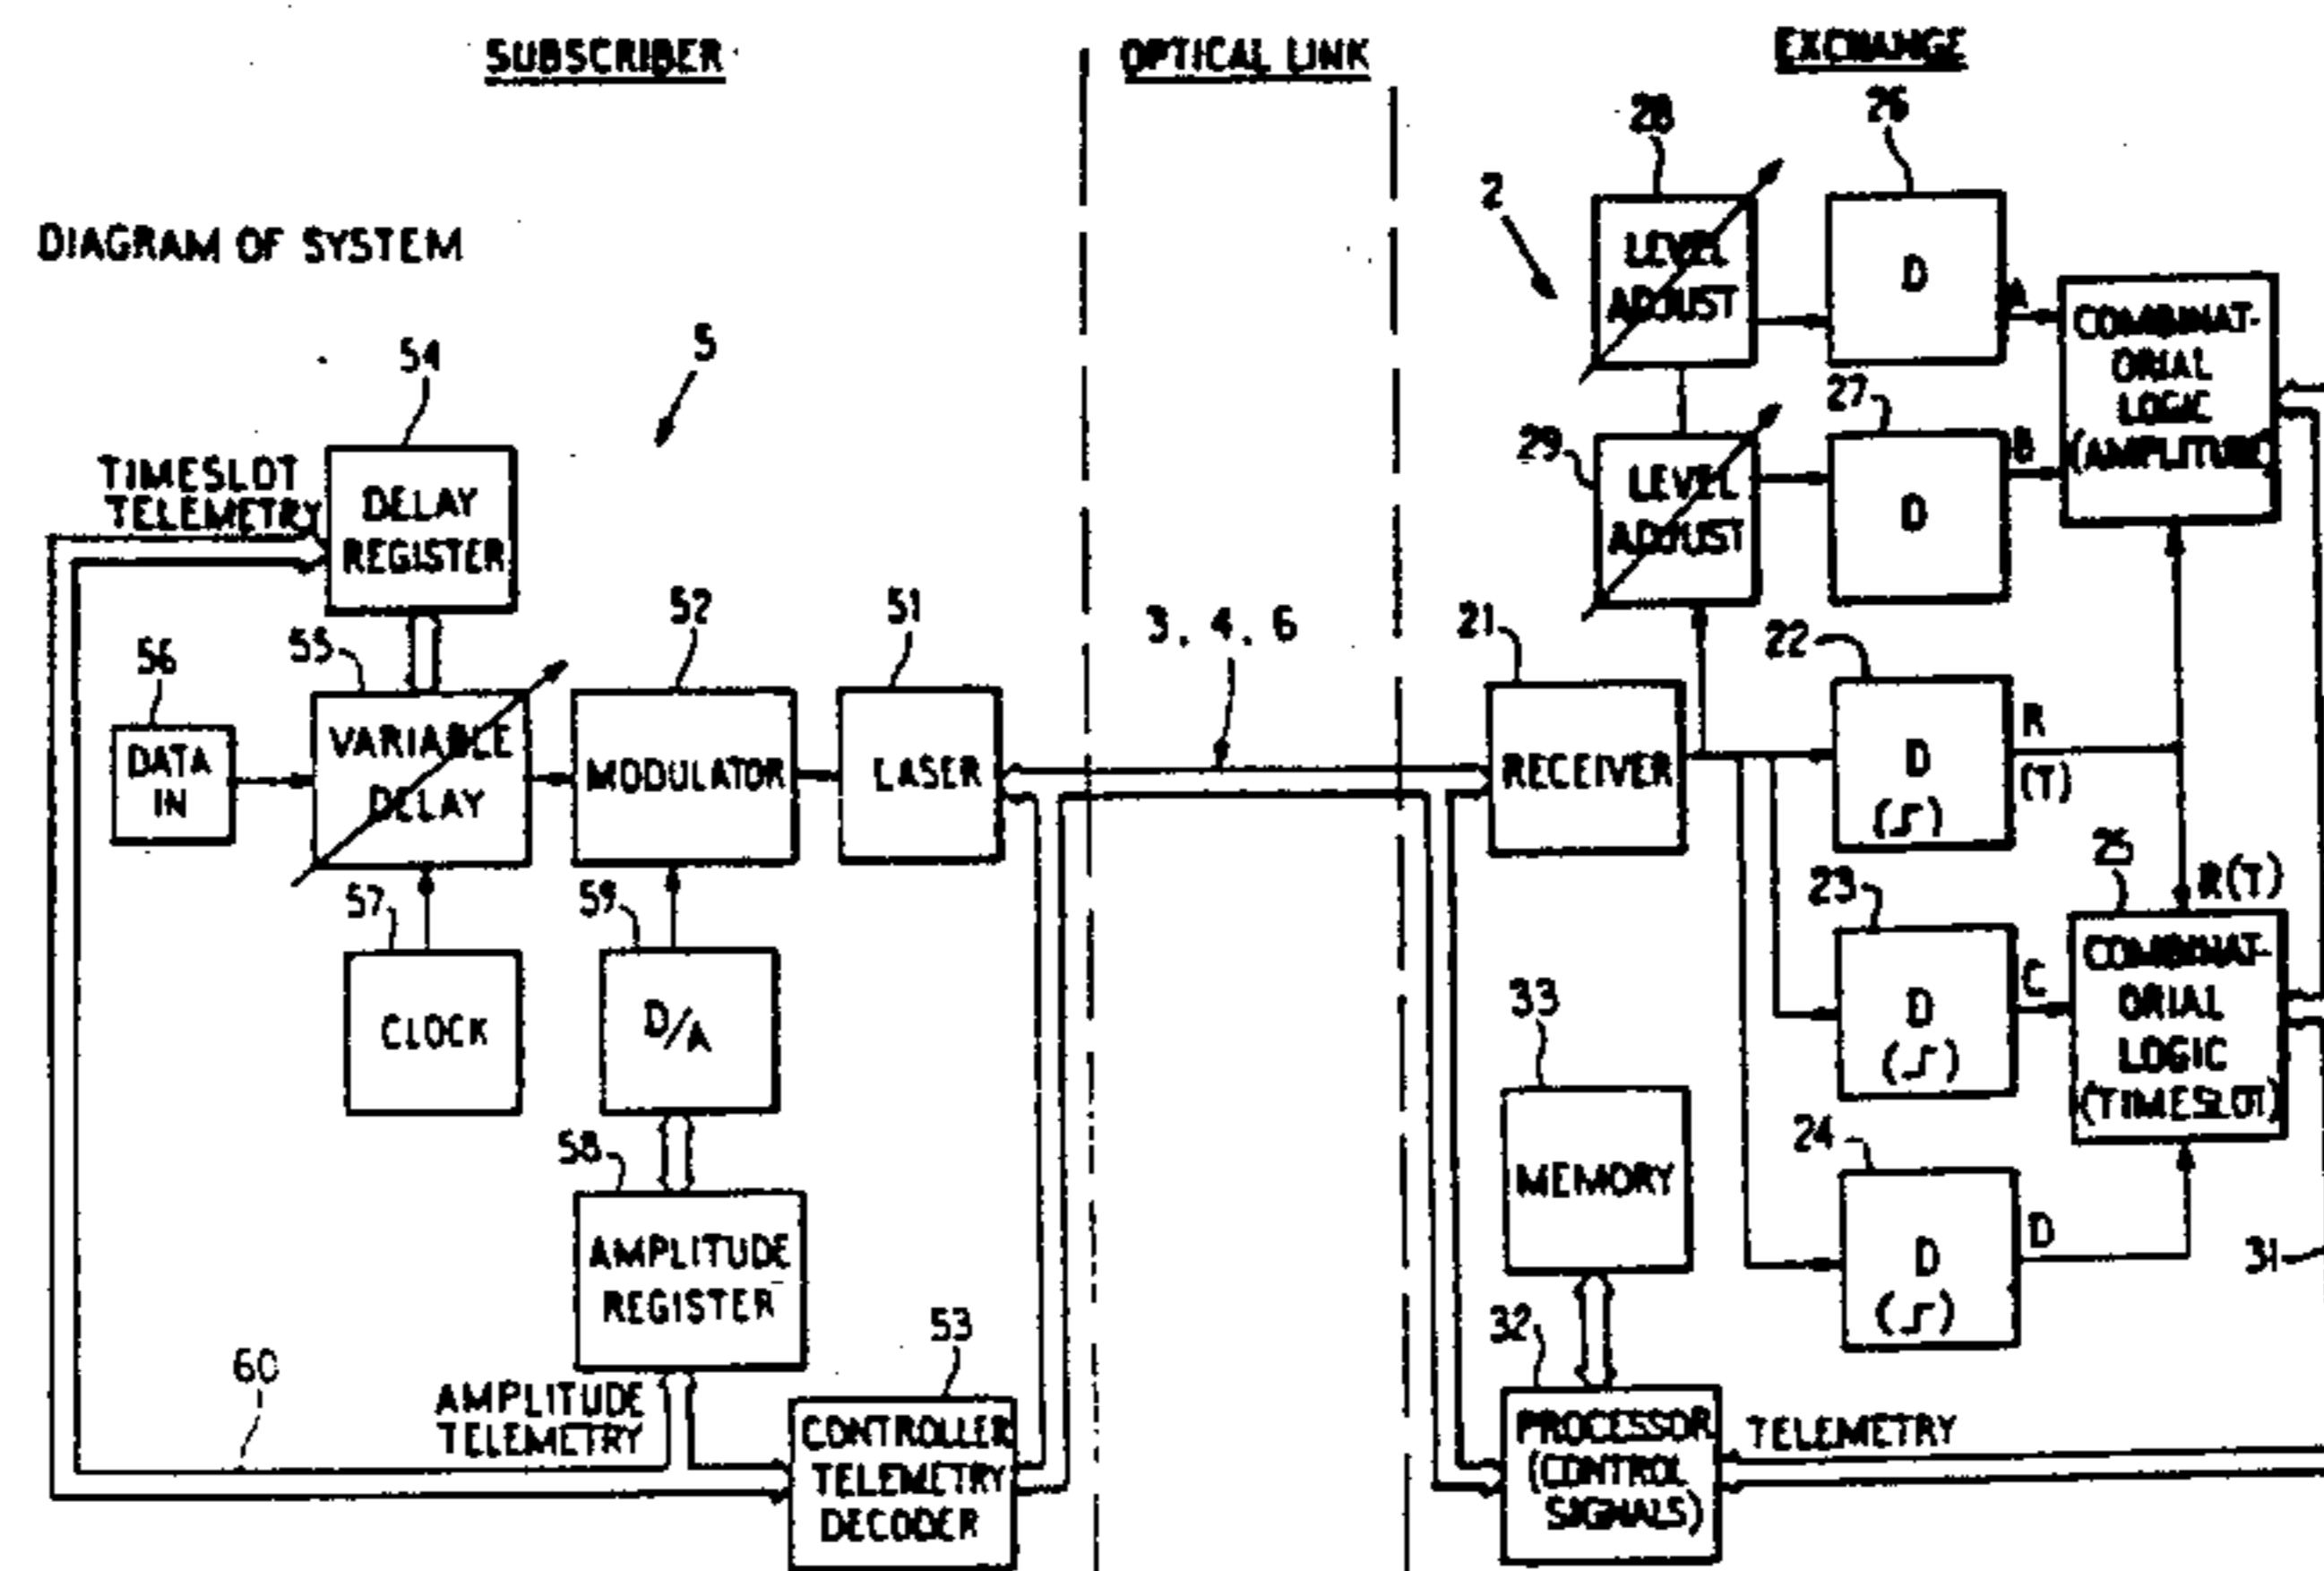 SUBSCRIBER
OPTICAL LINK
EXCHANGE
DIAGRAM OF SYSTEM
5
2
28
26
LEVEL
ADJUST
D
A
COMBINAT-
ORIAL
LOGIC
(AMPLITUDE)
29
LEVEL
ADJUST
27
D
B
54
TIMESLOT
TELEMETRY
DELAY
REGISTER
56
DATA
IN
55
VARIABLE
DELAY
52
MODULATOR
51
LASER
3, 4, 6
21
RECEIVER
22
D
(⎍)
R
(T)
57
CLOCK
59
D/A
23
D
C
25
R(T)
COMBINAT-
ORIAL
LOGIC
(TIMESLOT)
33
MEMORY
24
D
D
31
58
AMPLITUDE
REGISTER
60
AMPLITUDE
TELEMETRY
53
CONTROLLER
TELEMETRY
DECODER
32
PROCESSOR
(CONTROL
SIGNALS)
TELEMETRY